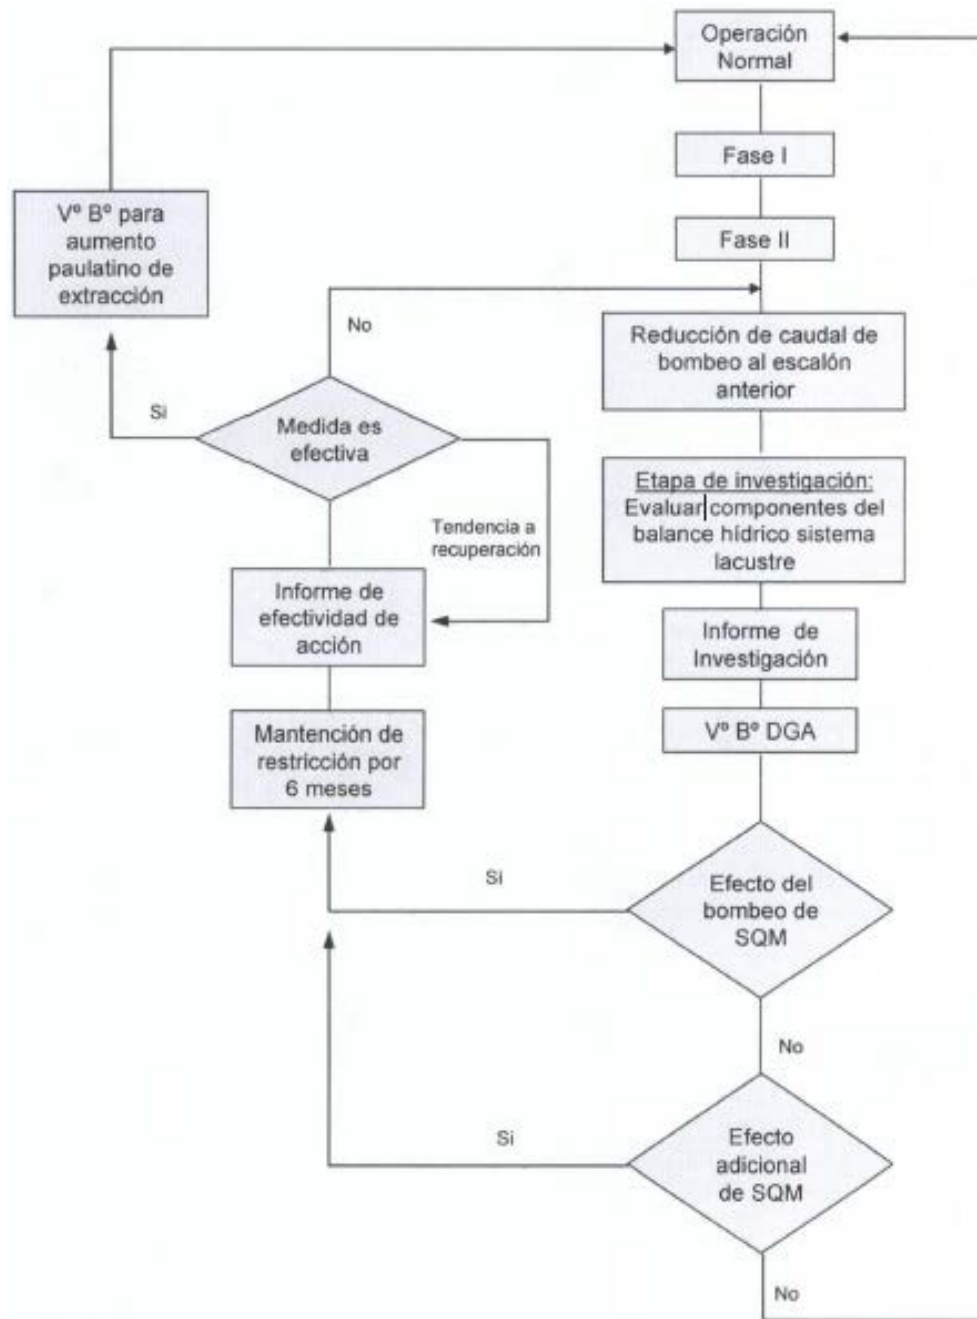 Operación
Normal
Fase I
Fase II
Vº Bº para
aumento
paulatino de
extracción
No
Reducción de caudal de
bombeo al escalón
anterior
Si
Medida es
efectiva
Etapa de investigación:
Evaluar componentes del
balance hídrico sistema
lacustre
Tendencia a
recuperación
Informe de
efectividad de
acción
Informe de
Investigación
Mantención de
restricción por
6 meses
Vº Bº DGA
Si
Efecto del
bombeo de
SQM
No
Si
Efecto
adicional
de SQM
No